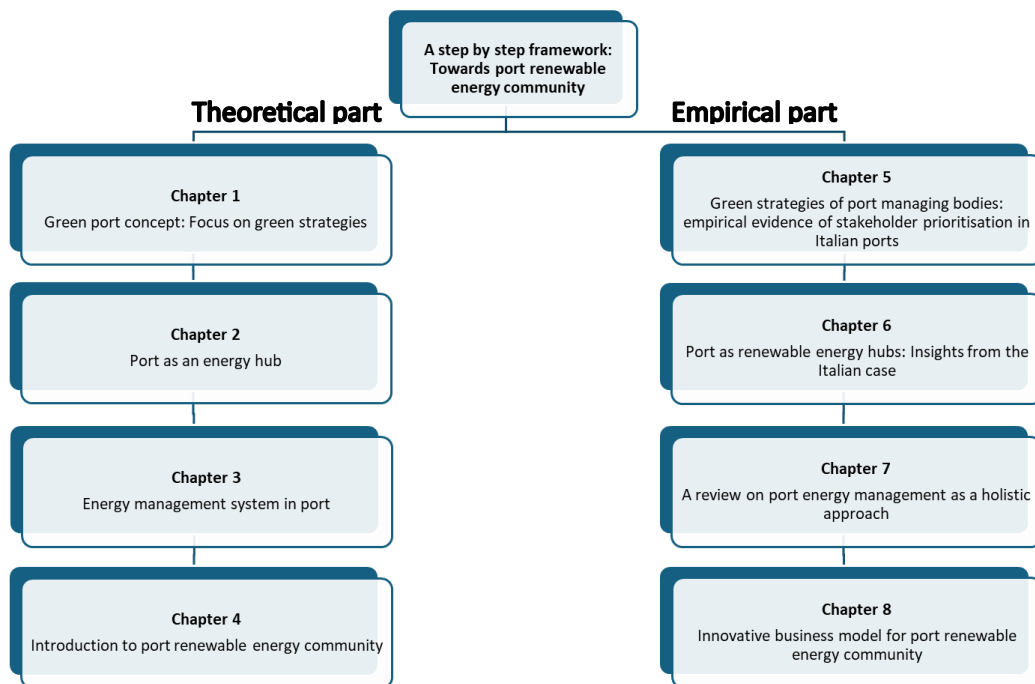 A step by step framework:
Towards port renewable
energy community
Theoretical part
Empirical part
Chapter 1
Green port concept: Focus on green strategies
Chapter 2
Port as an energy hub
Chapter 3
Energy management system in port
Chapter 4
Introduction to port renewable energy community
Chapter 5
Green strategies of port managing bodies:
empirical evidence of stakeholder prioritisation in
Italian ports
Chapter 6
Port as renewable energy hubs: Insights from the
Italian case
Chapter 7
A review on port energy management as a holistic
approach
Chapter 8
Innovative business model for port renewable
energy community